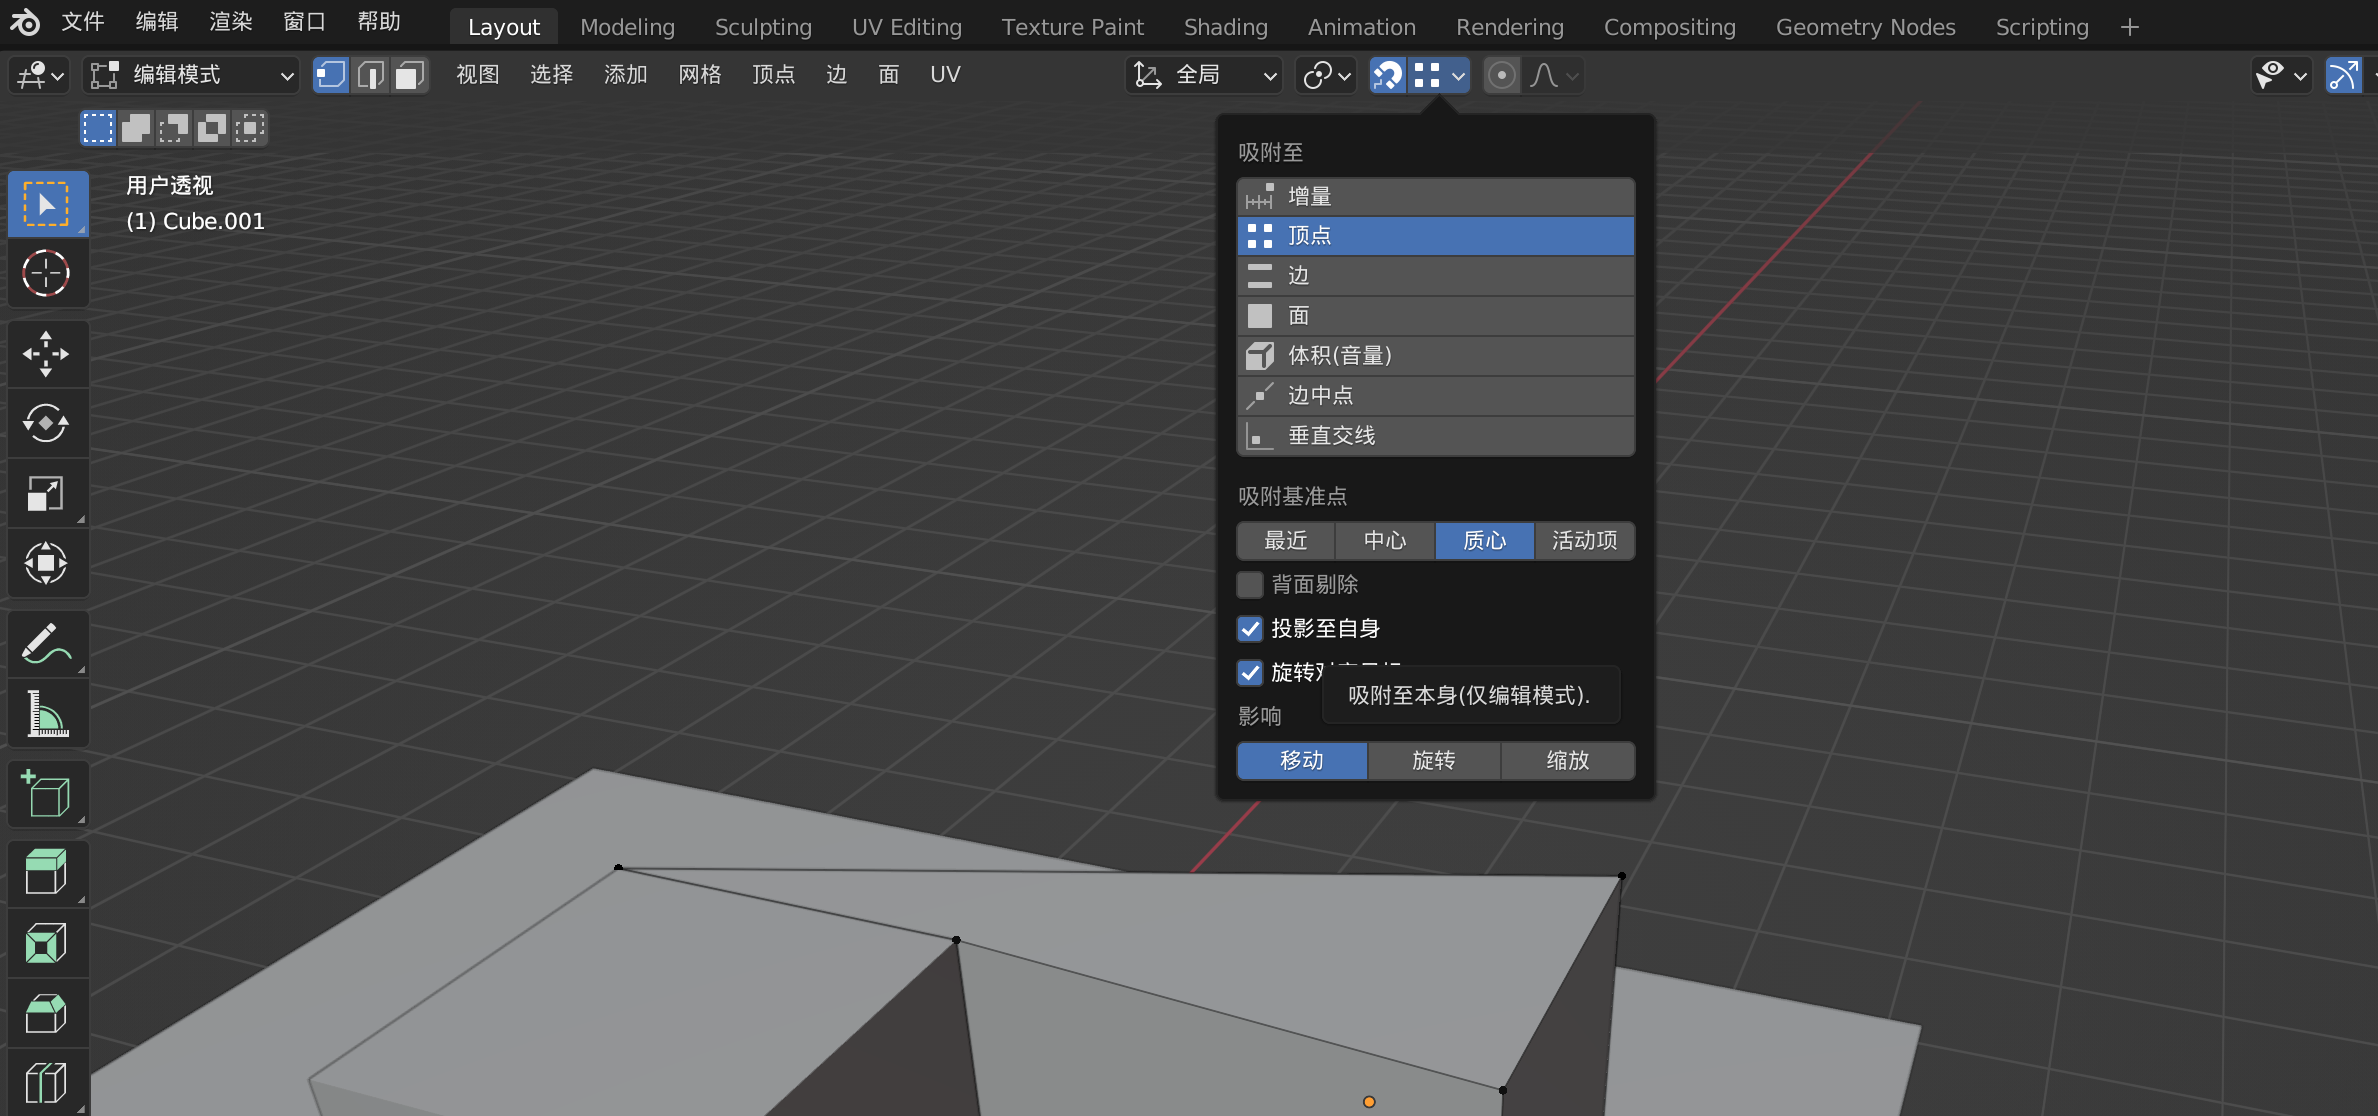 文件 编辑 渲染 窗口 帮助 Layout Modeling Sculpting UV Editing Texture Paint Shading Animation Rendering Compositing Geometry Nodes Scripting +
编辑模式 视图 选择 添加 网格 顶点 边 面 UV 全局
用户透视
(1) Cube.001
吸附至
增量
顶点
边
面
体积(音量)
边中点
垂直交线
吸附基准点
最近 中心 质心 活动项
背面剔除
投影至自身
旋转
吸附至本身(仅编辑模式).
影响
移动 旋转 缩放